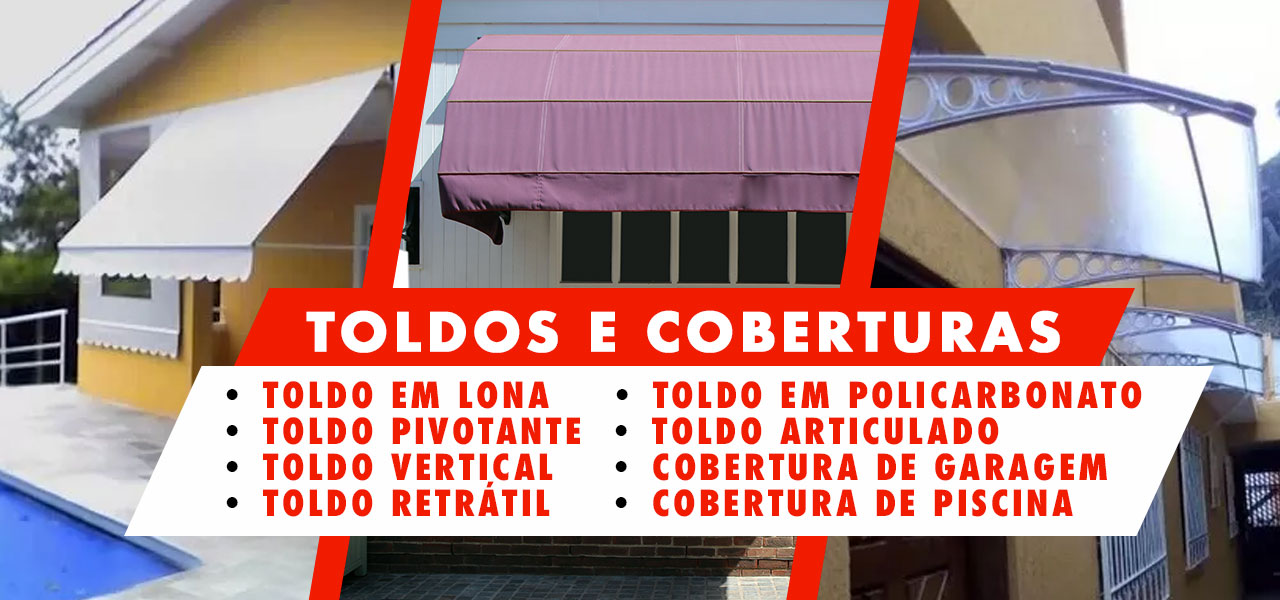 TOLDOS E COBERTURAS
• TOLDO EM LONA
• TOLDO PIVOTANTE
• TOLDO VERTICAL
• TOLDO RETRÁTIL
• TOLDO EM POLICARBONATO
• TOLDO ARTICULADO
• COBERTURA DE GARAGEM
• COBERTURA DE PISCINA